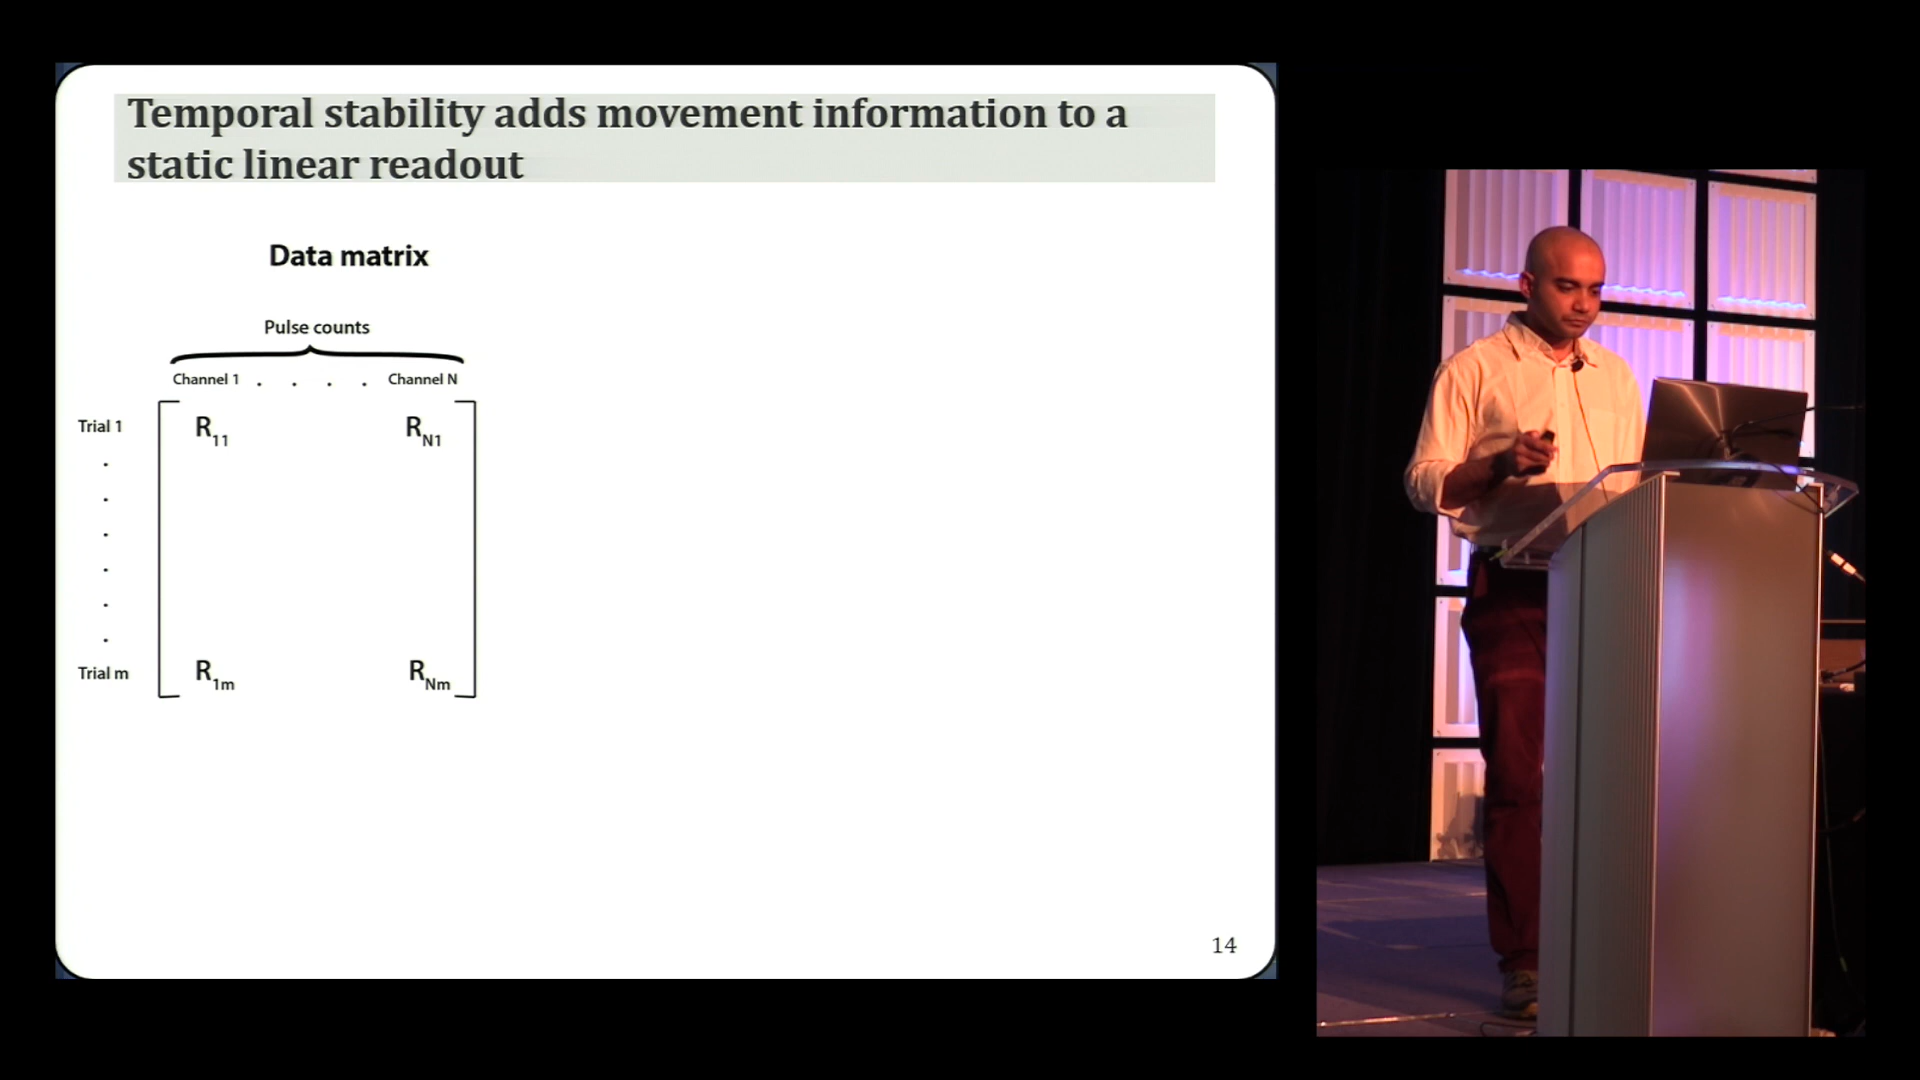 Temporal stability adds movement information to a
static linear readout
Data matrix
Pulse counts
Channel 1 . . . . Channel N
Trial 1
R11 RN1
.
.
.
.
.
.
Trial m
R1m RNm
14